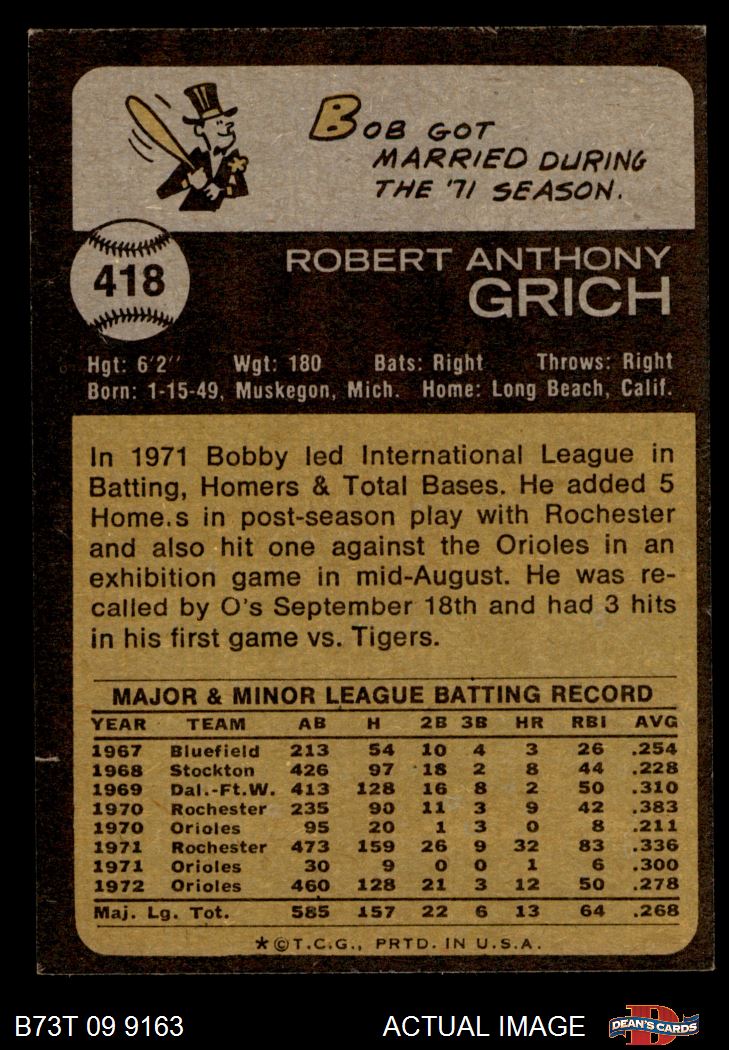 BOB GOT
MARRIED DURING
THE '71 SEASON.
418
ROBERT ANTHONY
GRICH
Hgt: 6'2" Wgt: 180 Bats: Right Throws: Right
Born: 1-15-49, Muskegon, Mich. Home: Long Beach, Calif.
In 1971 Bobby led International League in
Batting, Homers & Total Bases. He added 5
Home.s in post-season play with Rochester
and also hit one against the Orioles in an
exhibition game in mid-August. He was re-
called by O's September 18th and had 3 hits
in his first game vs. Tigers.
MAJOR & MINOR LEAGUE BATTING RECORD
YEAR TEAM AB H 2B 3B HR RBI AVG
1967 Bluefield 213 54 10 4 3 26 .254
1968 Stockton 426 97 18 2 8 44 .228
1969 Dal.-Ft.W. 413 128 16 8 2 50 .310
1970 Rochester 235 90 11 3 9 42 .383
1970 Orioles 95 20 1 3 0 8 .211
1971 Rochester 473 159 26 9 32 83 .336
1971 Orioles 30 9 0 0 1 6 .300
1972 Orioles 460 128 21 3 12 50 .278
Maj. Lg. Tot. 585 157 22 6 13 64 .268
*©T.C.G., PRTD. IN U.S.A.
B73T 09 9163 ACTUAL IMAGE D DEAN'S CARDS